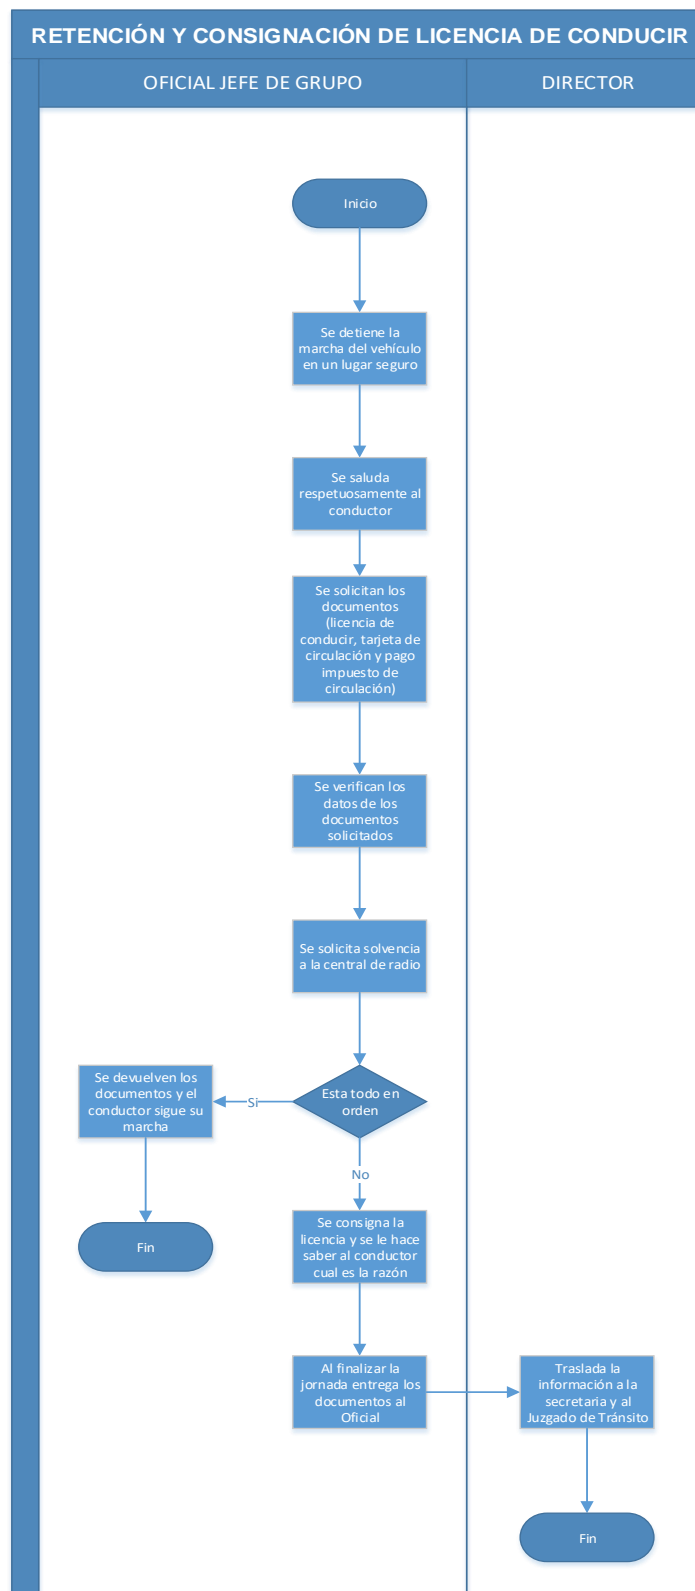 RETENCIÓN Y CONSIGNACIÓN DE LICENCIA DE CONDUCIR
OFICIAL JEFE DE GRUPO
DIRECTOR
Inicio
Se detiene la
marcha del vehículo
en un lugar seguro
Se saluda
respetuosamente al
conductor
Se solicitan los
documentos
(licencia de
conducir, tarjeta de
circulación y pago
impuesto de
circulación)
Se verifican los
datos de los
documentos
solicitados
Se solicita solvencia
a la central de radio
Esta todo en
orden
Si
Se devuelven los
documentos y el
conductor sigue su
marcha
Fin
No
Se consigna la
licencia y se le hace
saber al conductor
cual es la razón
Al finalizar la
jornada entrega los
documentos al
Oficial
Traslada la
información a la
secretaria y al
Juzgado de Tránsito
Fin